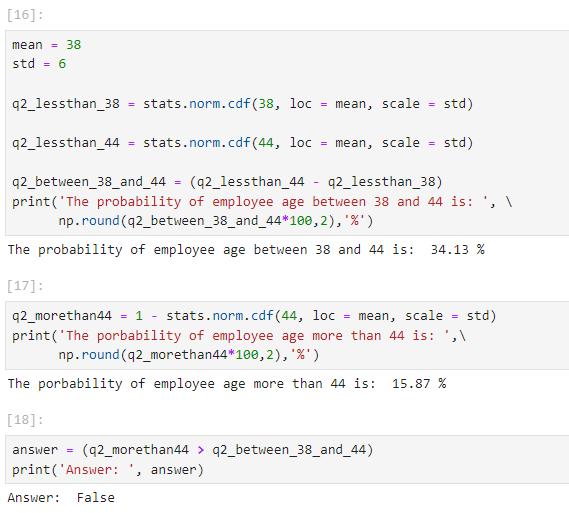 [16]:
mean = 38
std = 6
q2_lessthan_38 = stats.norm.cdf(38, loc = mean, scale = std)
q2_lessthan_44 = stats.norm.cdf(44, loc = mean, scale = std)
q2_between_38_and_44 = (q2_lessthan_44 - q2_lessthan_38)
print('The probability of employee age between 38 and 44 is: ', \
np.round(q2_between_38_and_44*100,2),'%')
The probability of employee age between 38 and 44 is:  34.13 %
[17]:
q2_morethan44 = 1 - stats.norm.cdf(44, loc = mean, scale = std)
print('The porbability of employee age more than 44 is: ',\
np.round(q2_morethan44*100,2),'%')
The porbability of employee age more than 44 is:  15.87 %
[18]:
answer = (q2_morethan44 > q2_between_38_and_44)
print('Answer: ', answer)
Answer:  False